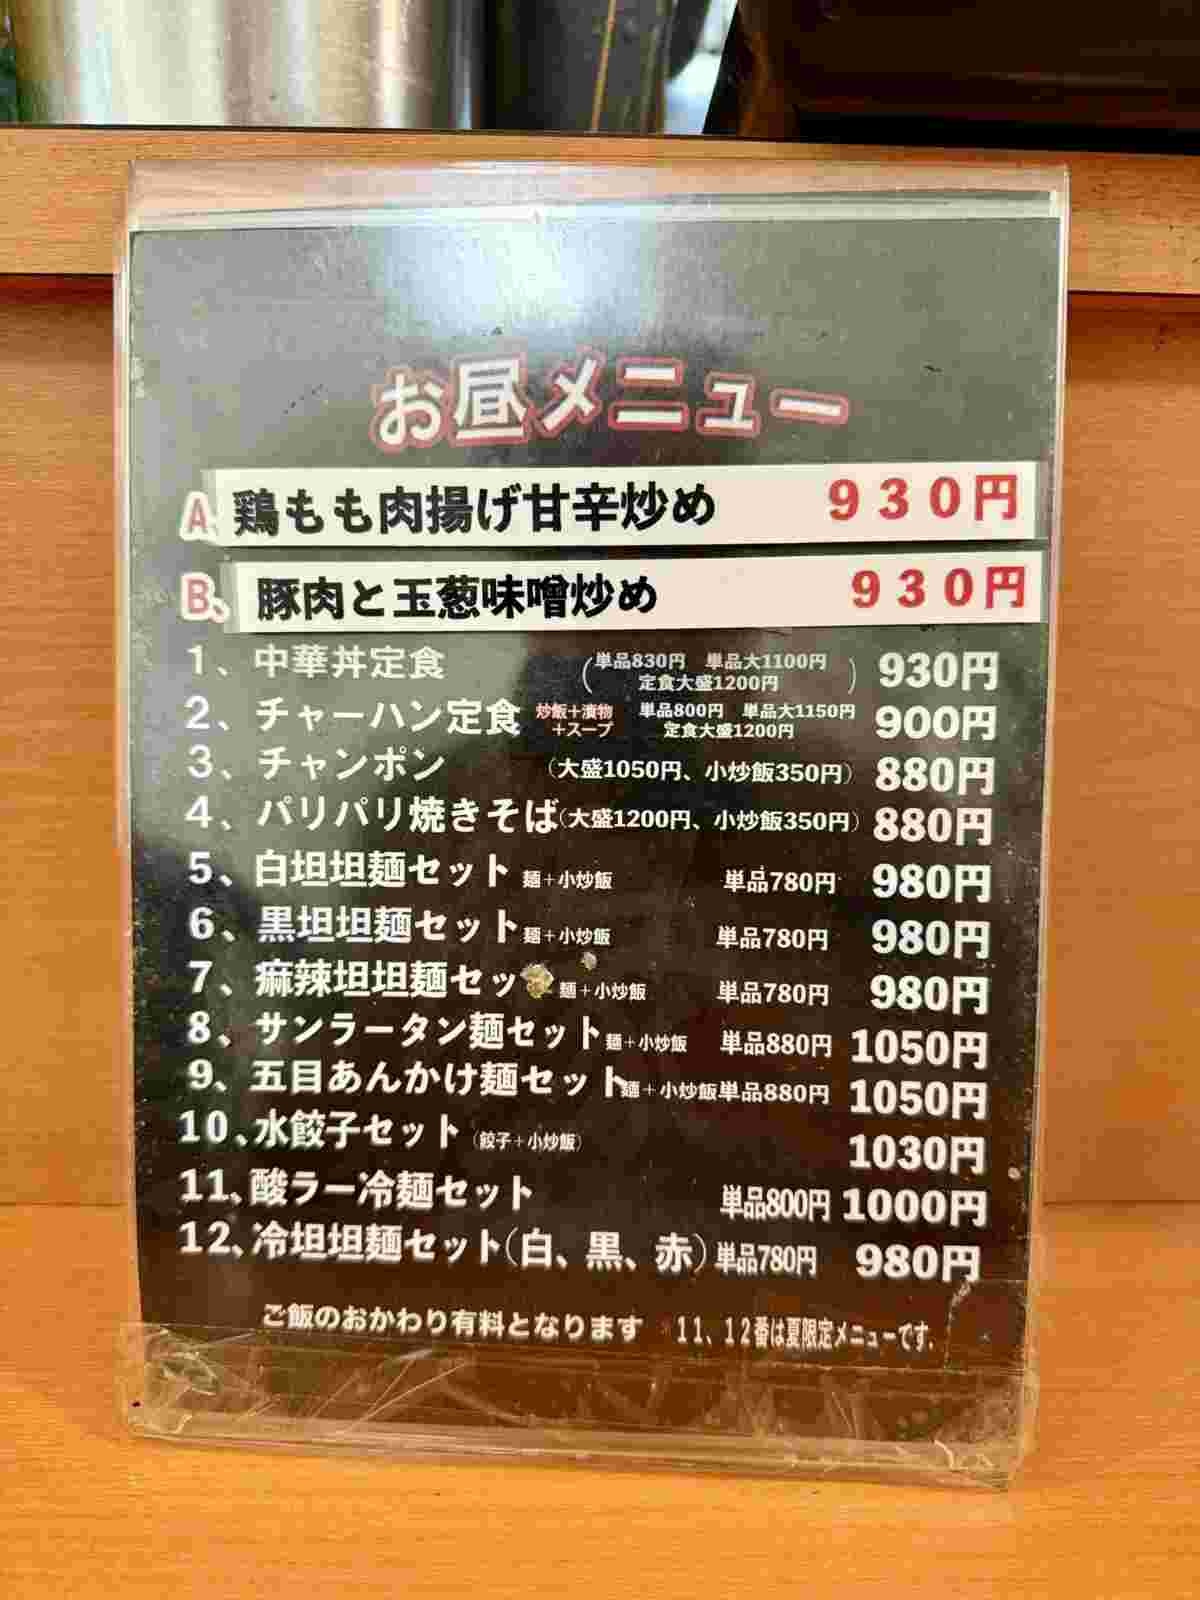 お昼メニュー
A、鶏もも肉揚げ甘辛炒め 930円
B、豚肉と玉葱味噌炒め 930円
1、中華丼定食 (単品830円 単品大1100円 定食大盛1200円) 930円
2、チャーハン定食 炒飯+漬物+スープ 単品800円 単品大1150円 定食大盛1200円 900円
3、チャンポン (大盛1050円、小炒飯350円) 880円
4、パリパリ焼きそば (大盛1200円、小炒飯350円) 880円
5、白坦坦麺セット 麺+小炒飯 単品780円 980円
6、黒坦坦麺セット 麺+小炒飯 単品780円 980円
7、痲辣坦坦麺セッ 麺+小炒飯 単品780円 980円
8、サンラータン麺セット 麺+小炒飯 単品880円 1050円
9、五目あんかけ麺セット 麺+小炒飯 単品880円 1050円
10、水餃子セット (餃子+小炒飯) 1030円
11、酸ラー冷麺セット 単品800円 1000円
12、冷坦坦麺セット(白、黒、赤) 単品780円 980円
ご飯のおかわり有料となります ※11、12番は夏限定メニューです.